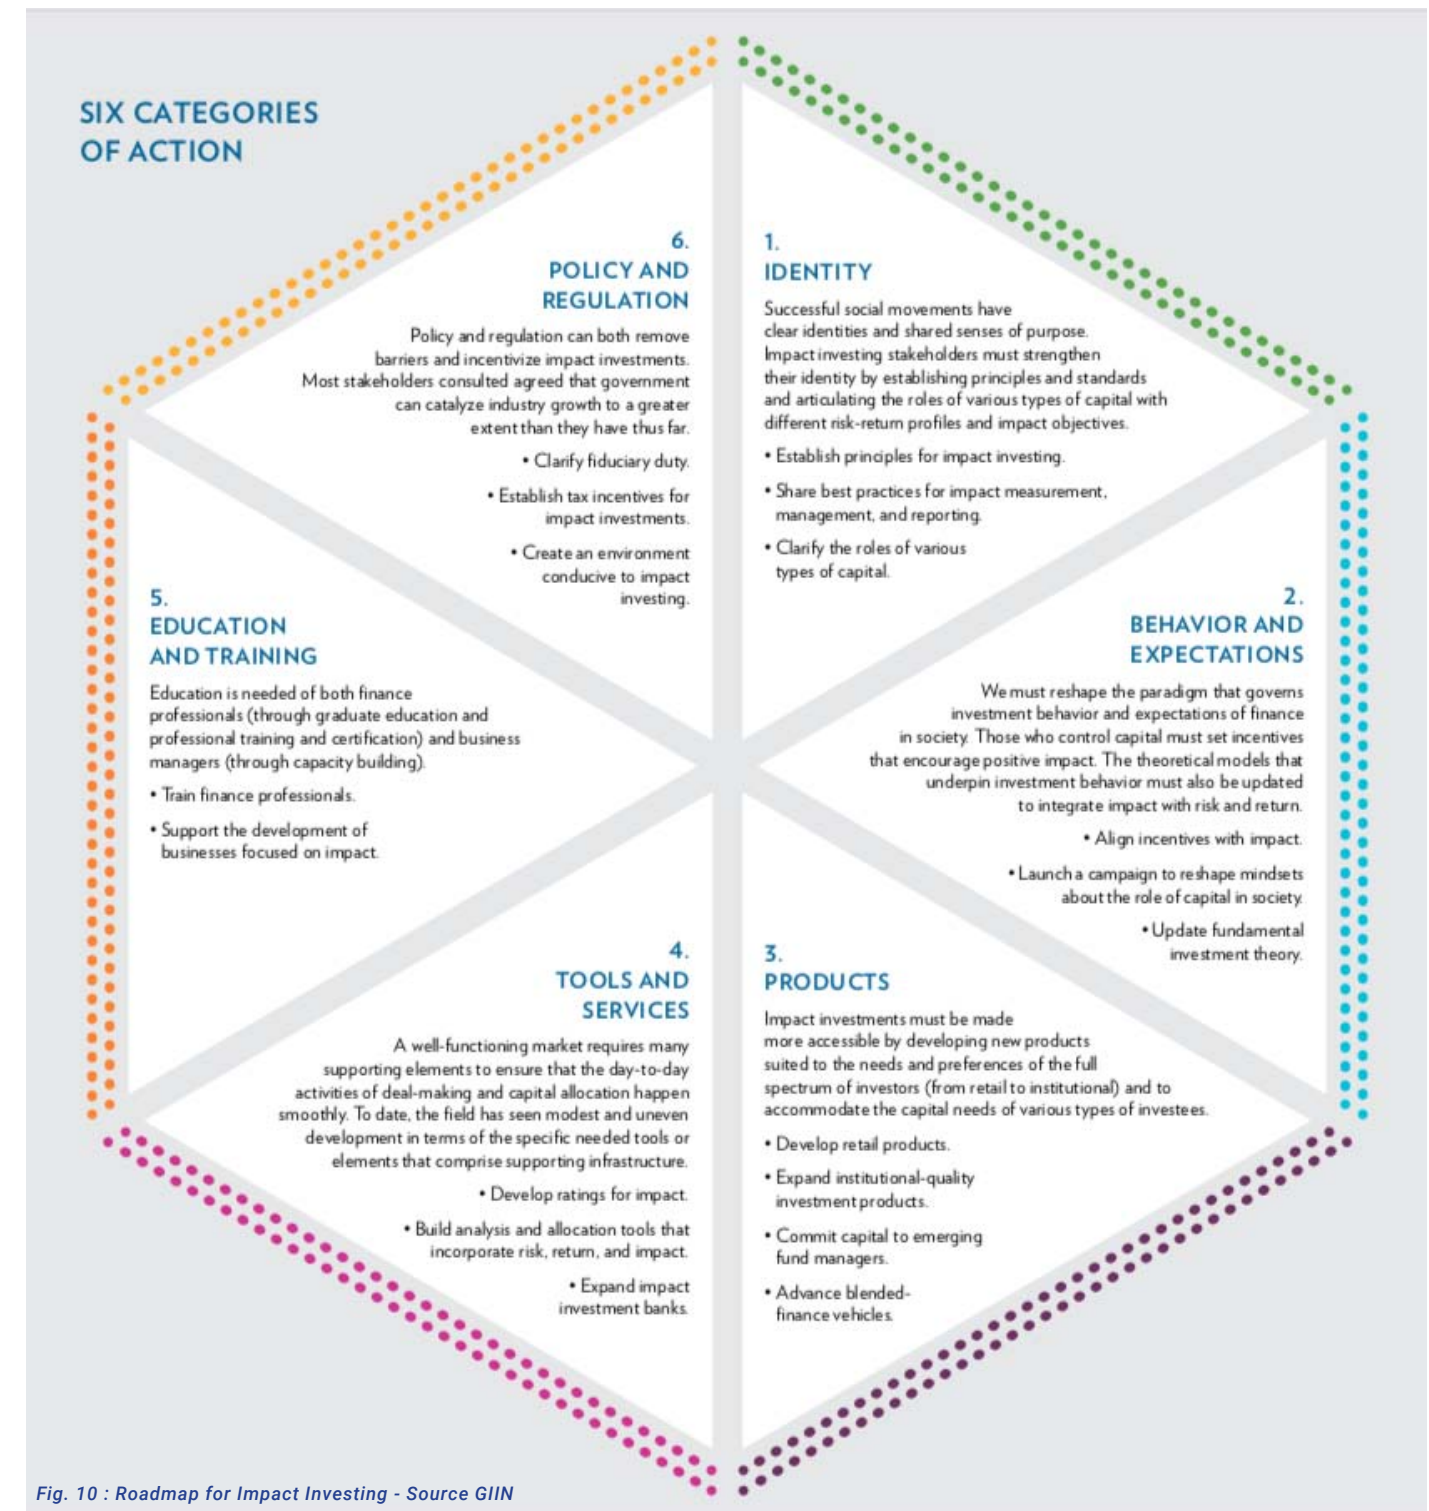 SIX CATEGORIES
OF ACTION
1.
IDENTITY
Successful social movements have
clear identities and shared senses of purpose.
Impact investing stakeholders must strengthen
their identity by establishing principles and standards
and articulating the roles of various types of capital with
different risk-return profiles and impact objectives.
• Establish principles for impact investing.
• Share best practices for impact measurement,
management, and reporting.
• Clarify the roles of various
types of capital.
2.
BEHAVIOR AND
EXPECTATIONS
We must reshape the paradigm that governs
investment behavior and expectations of finance
in society. Those who control capital must set incentives
that encourage positive impact. The theoretical models that
underpin investment behavior must also be updated
to integrate impact with risk and return.
• Align incentives with impact.
• Launch a campaign to reshape mindsets
about the role of capital in society.
• Update fundamental
investment theory.
3.
PRODUCTS
Impact investments must be made
more accessible by developing new products
suited to the needs and preferences of the full
spectrum of investors (from retail to institutional) and to
accommodate the capital needs of various types of investees.
• Develop retail products.
• Expand institutional-quality
investment products.
• Commit capital to emerging
fund managers.
• Advance blended-
finance vehicles.
4.
TOOLS AND
SERVICES
A well-functioning market requires many
supporting elements to ensure that the day-to-day
activities of deal-making and capital allocation happen
smoothly. To date, the field has seen modest and uneven
development in terms of the specific needed tools or
elements that comprise supporting infrastructure.
• Develop ratings for impact.
• Build analysis and allocation tools that
incorporate risk, return, and impact.
• Expand impact
investment banks.
5.
EDUCATION
AND TRAINING
Education is needed of both finance
professionals (through graduate education and
professional training and certification) and business
managers (through capacity building).
• Train finance professionals.
• Support the development of
businesses focused on impact.
6.
POLICY AND
REGULATION
Policy and regulation can both remove
barriers and incentivize impact investments.
Most stakeholders consulted agreed that government
can catalyze industry growth to a greater
extent than they have thus far.
• Clarify fiduciary duty.
• Establish tax incentives for
impact investments.
• Create an environment
conducive to impact
investing.
Fig. 10 : Roadmap for Impact Investing - Source GIIN